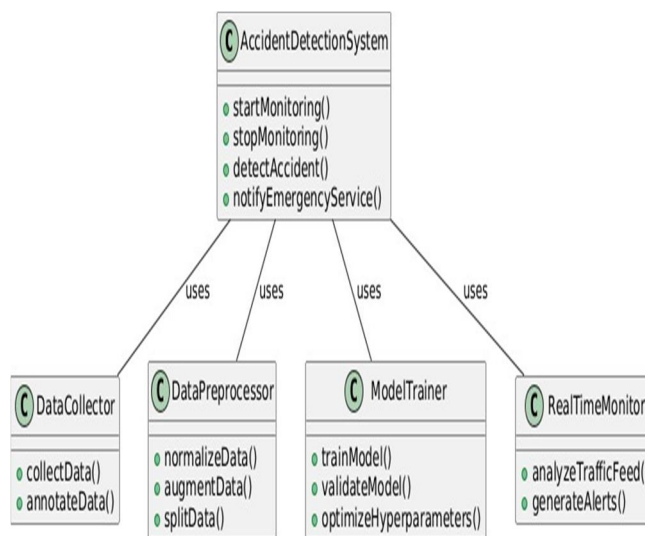 C AccidentDetectionSystem
startMonitoring()
stopMonitoring()
detectAccident()
notifyEmergencyService()
uses uses uses uses
C DataCollector
collectData()
annotateData()
C DataPreprocessor
normalizeData()
augmentData()
splitData()
C ModelTrainer
trainModel()
validateModel()
optimizeHyperparameters()
C RealTimeMonitor
analyzeTrafficFeed(
generateAlerts()